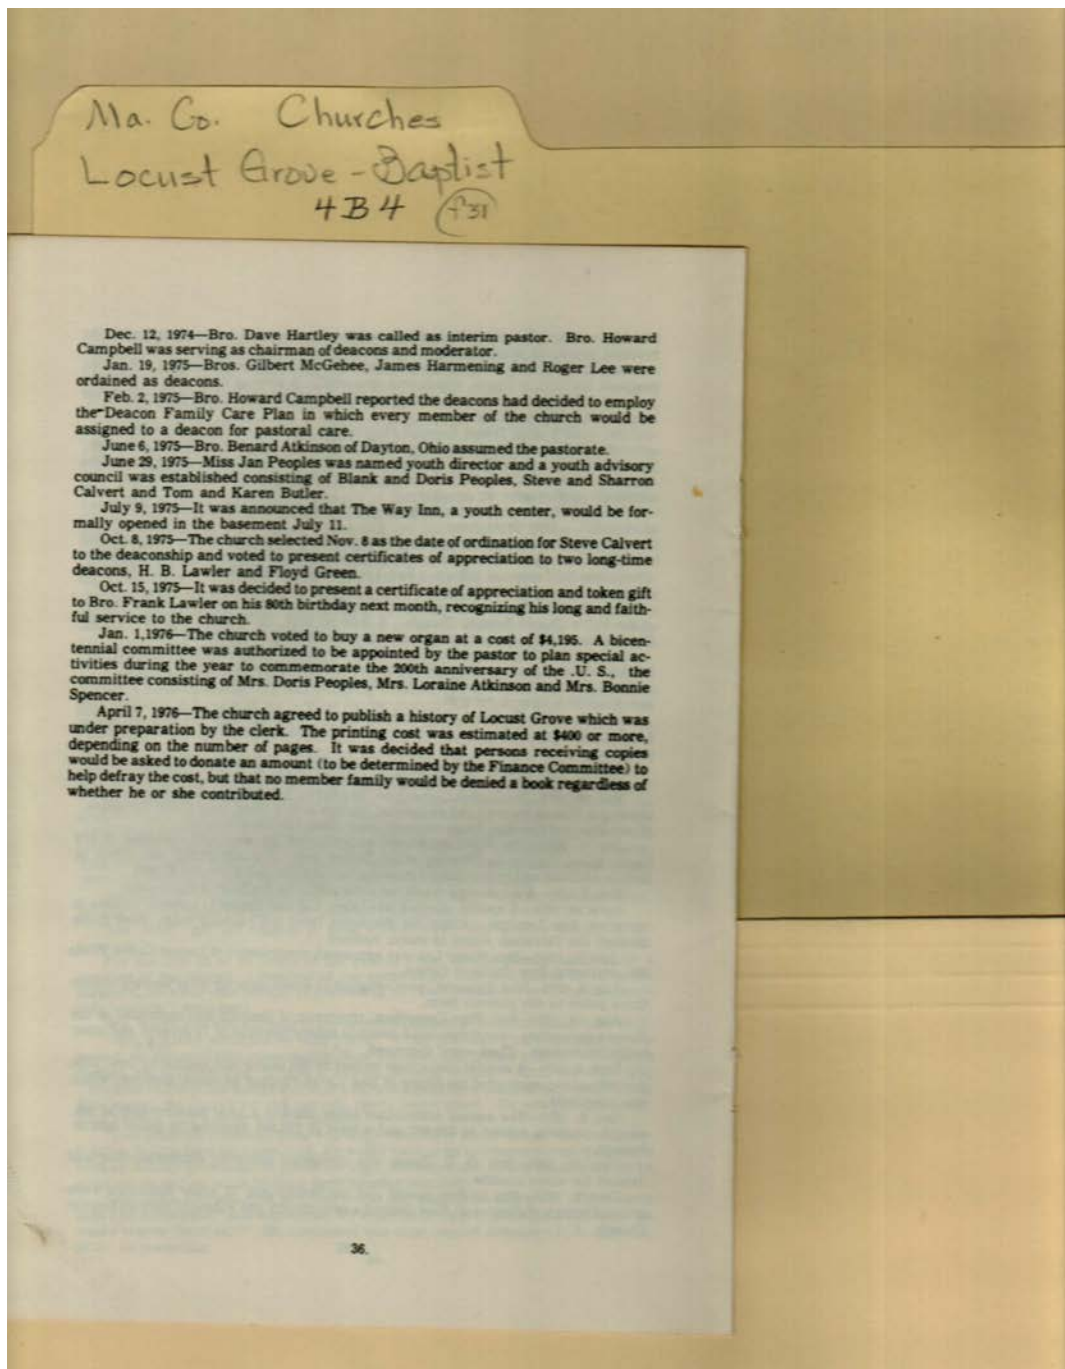 Ma. Co. Churches
Locust Grove - Baptist
4B4
Dec. 12, 1974—Bro. Dave Hartley was called as interim pastor. Bro. Howard
Campbell was serving as chairman of deacons and moderator.
Jan. 19, 1975—Bros. Gilbert McGehee, James Harmening and Roger Lee were
ordained as deacons.
Feb. 2, 1975—Bro. Howard Campbell reported the deacons had decided to employ
the Deacon Family Care Plan in which every member of the church would be
assigned to a deacon for pastoral care.
June 6, 1975—Bro. Benard Atkinson of Dayton, Ohio assumed the pastorate.
June 29, 1975—Miss Jan Peoples was named youth director and a youth advisory
council was established consisting of Blank and Doris Peoples, Steve and Sharron
Calvert and Tom and Karen Butler.
July 9, 1975—It was announced that The Way Inn, a youth center, would be for-
mally opened in the basement July 11.
Oct. 8, 1975—The church selected Nov. 8 as the date of ordination for Steve Calvert
to the deaconship and voted to present certificates of appreciation to two long-time
deacons, H. B. Lawler and Floyd Green.
Oct. 15, 1975—It was decided to present a certificate of appreciation and token gift
to Bro. Frank Lawler on his 80th birthday next month, recognizing his long and faith-
ful service to the church.
Jan. 1,1976—The church voted to buy a new organ at a cost of $4,195. A bicen-
tennial committee was authorized to be appointed by the pastor to plan special ac-
tivities during the year to commemorate the 200th anniversary of the .U. S., the
committee consisting of Mrs. Doris Peoples, Mrs. Loraine Atkinson and Mrs. Bonnie
Spencer.
April 7, 1976—The church agreed to publish a history of Locust Grove which was
under preparation by the clerk. The printing cost was estimated at $400 or more,
depending on the number of pages. It was decided that persons receiving copies
would be asked to donate an amount (to be determined by the Finance Committee) to
help defray the cost, but that no member family would be denied a book regardless of
whether he or she contributed.
36.